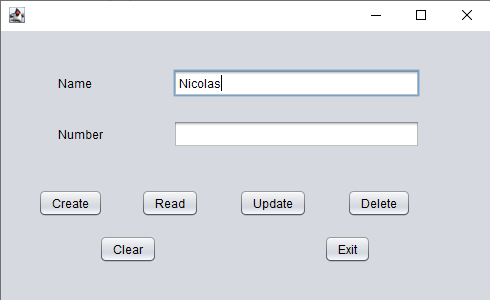 Name Nicolas
Number
Create Read Update Delete
Clear Exit